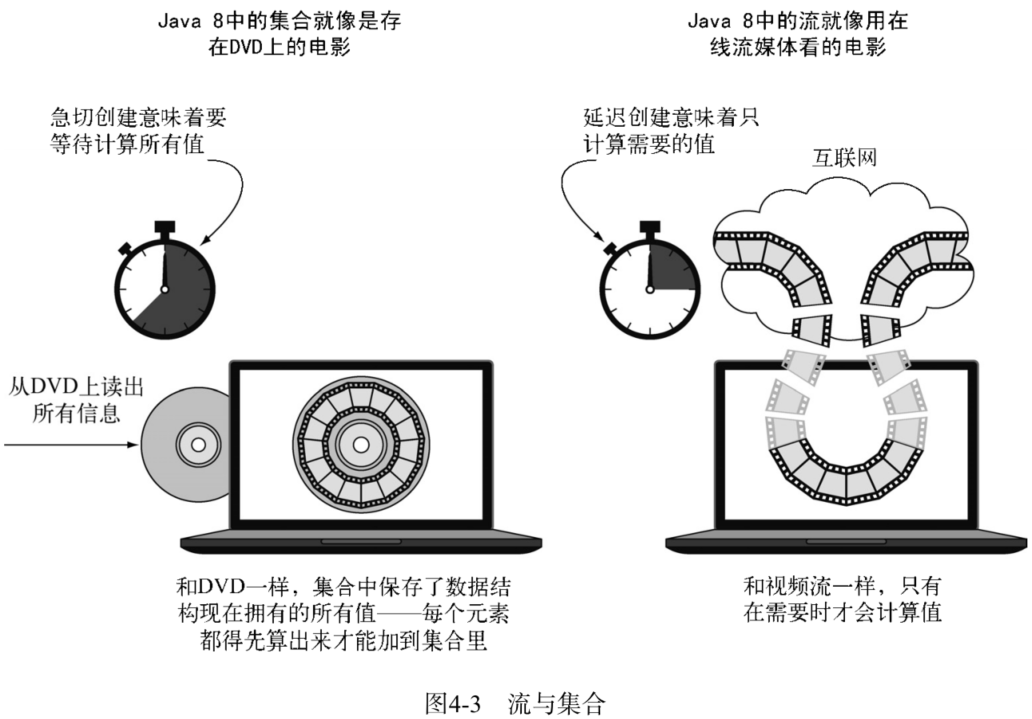 Java 8中的集合就像是存
在DVD上的电影
急切创建意味着要
等待计算所有值
从DVD上读出
所有信息
和DVD一样，集合中保存了数据结
构现在拥有的所有值——每个元素
都得先算出来才能加到集合里
Java 8中的流就像用在
线流媒体看的电影
延迟创建意味着只
计算需要的值
互联网
和视频流一样，只有
在需要时才会计算值
图4-3 流与集合